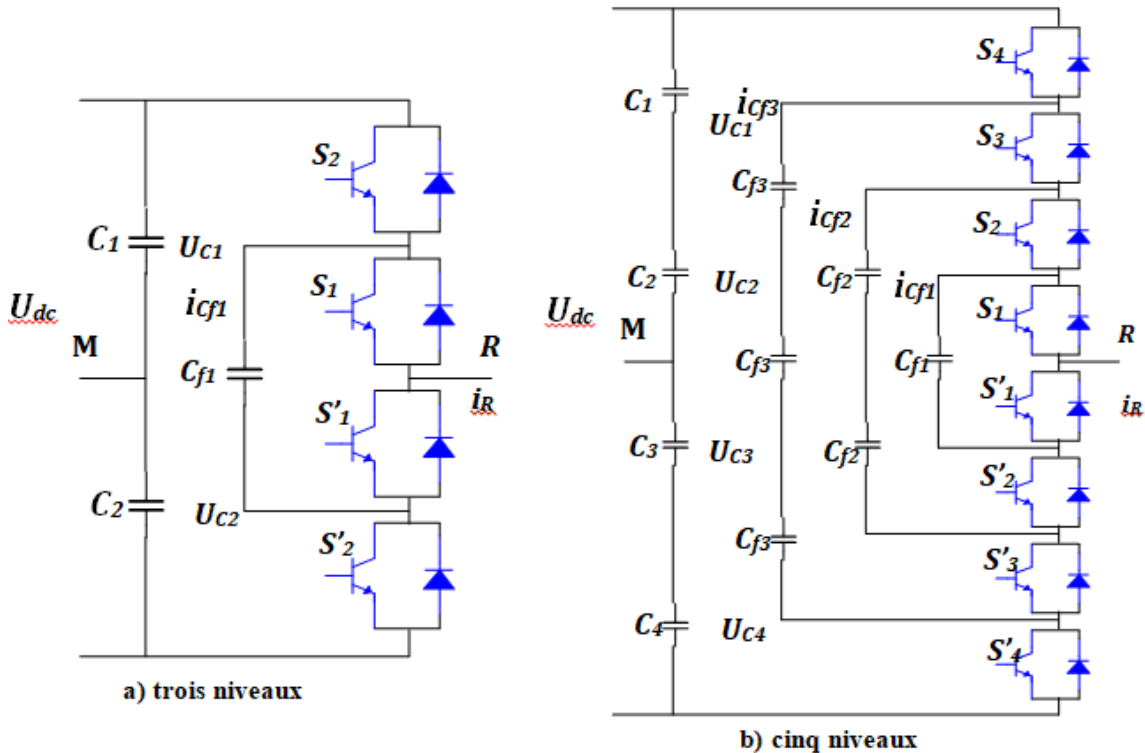 S2
C1
UC1
S1
iCf1
Udc
M
Cf1
R
iR
S'1
C2
UC2
S'2
a) trois niveaux
S4
C1
iCf3
UC1
S3
Cf3
iCf2
S2
C2
UC2
Cf2
iCf1
S1
Udc
M
R
Cf3
Cf1
S'1
iR
C3
UC3
Cf2
S'2
Cf3
S'3
C4
UC4
S'4
b) cinq niveaux